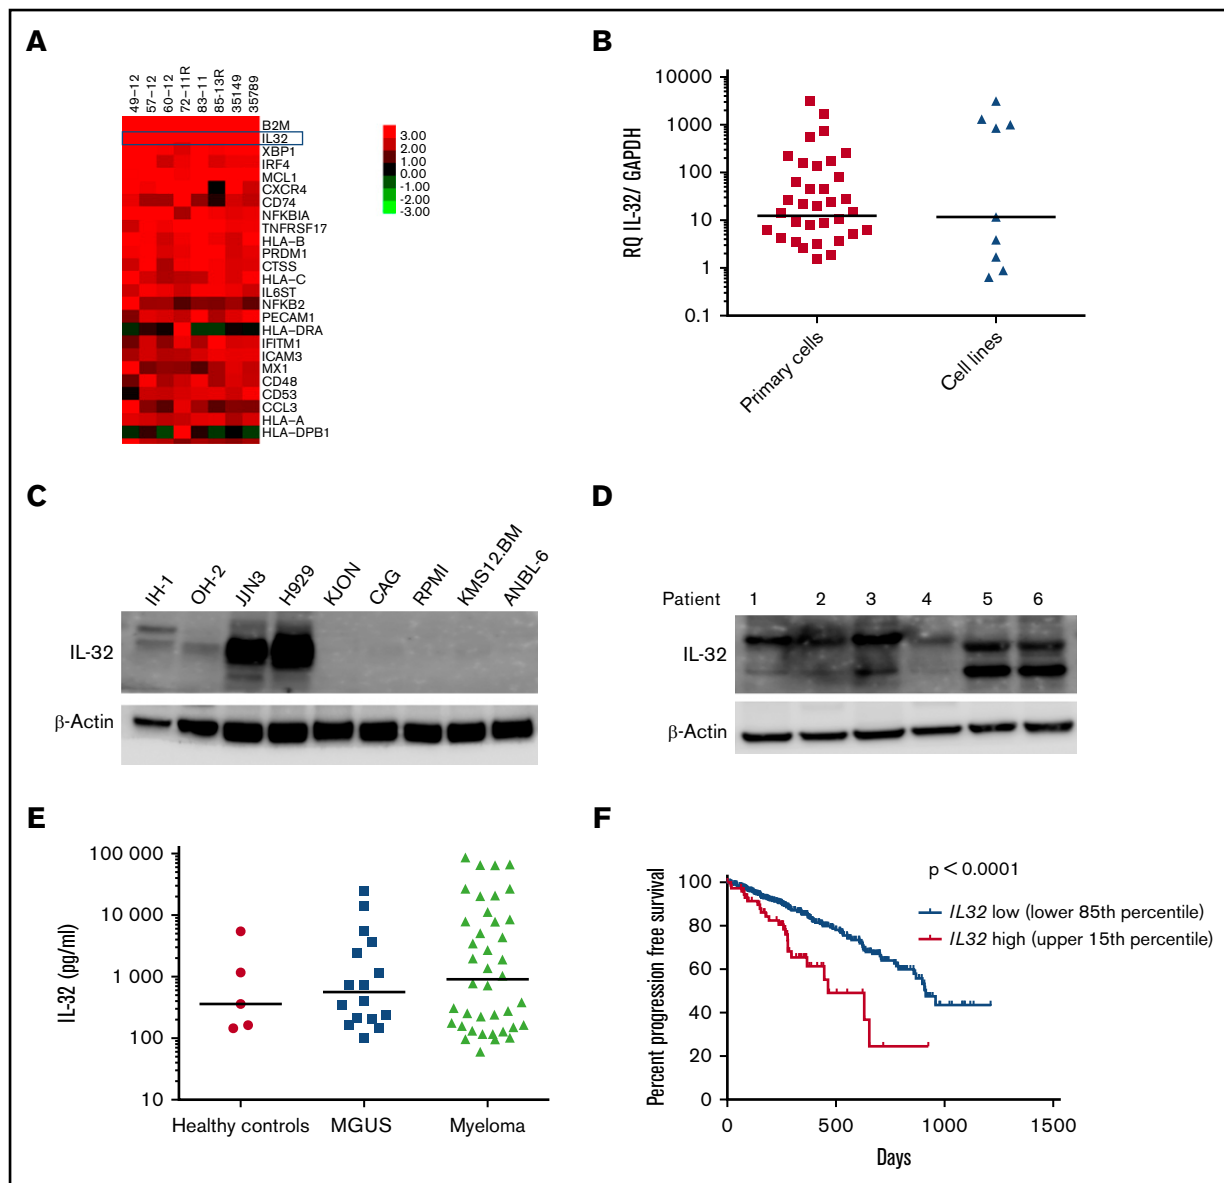 A
49-12
57-12
60-12
72-11R
83-11
85-13R
35149
35789
B2M
IL32
XBP1
IRF4
MCL1
CXCR4
CD74
NFKBIA
TNFRSF17
HLA-B
PRDM1
CTSS
HLA-C
IL6ST
NFKB2
PECAM1
HLA-DRA
IFITM1
ICAM3
MX1
CD48
CD53
CCL3
HLA-A
HLA-DPB1
3.00
2.00
1.00
0.00
-1.00
-2.00
-3.00
B
RQ IL-32/ GAPDH
10000
1000
100
10
1
0.1
Primary cells
Cell lines
C
IH-1
OH-2
JJN3
H929
KJON
CAG
RPMI
KMS12.BM
ANBL-6
IL-32
β-Actin
D
Patient 1 2 3 4 5 6
IL-32
β-Actin
E
IL-32 (pg/ml)
100 000
10 000
1 000
100
10
Healthy controls
MGUS
Myeloma
F
p < 0.0001
IL32 low (lower 85th percentile)
IL32 high (upper 15th percentile)
Percent progression free survival
100
80
60
40
20
0
0 500 1000 1500
Days